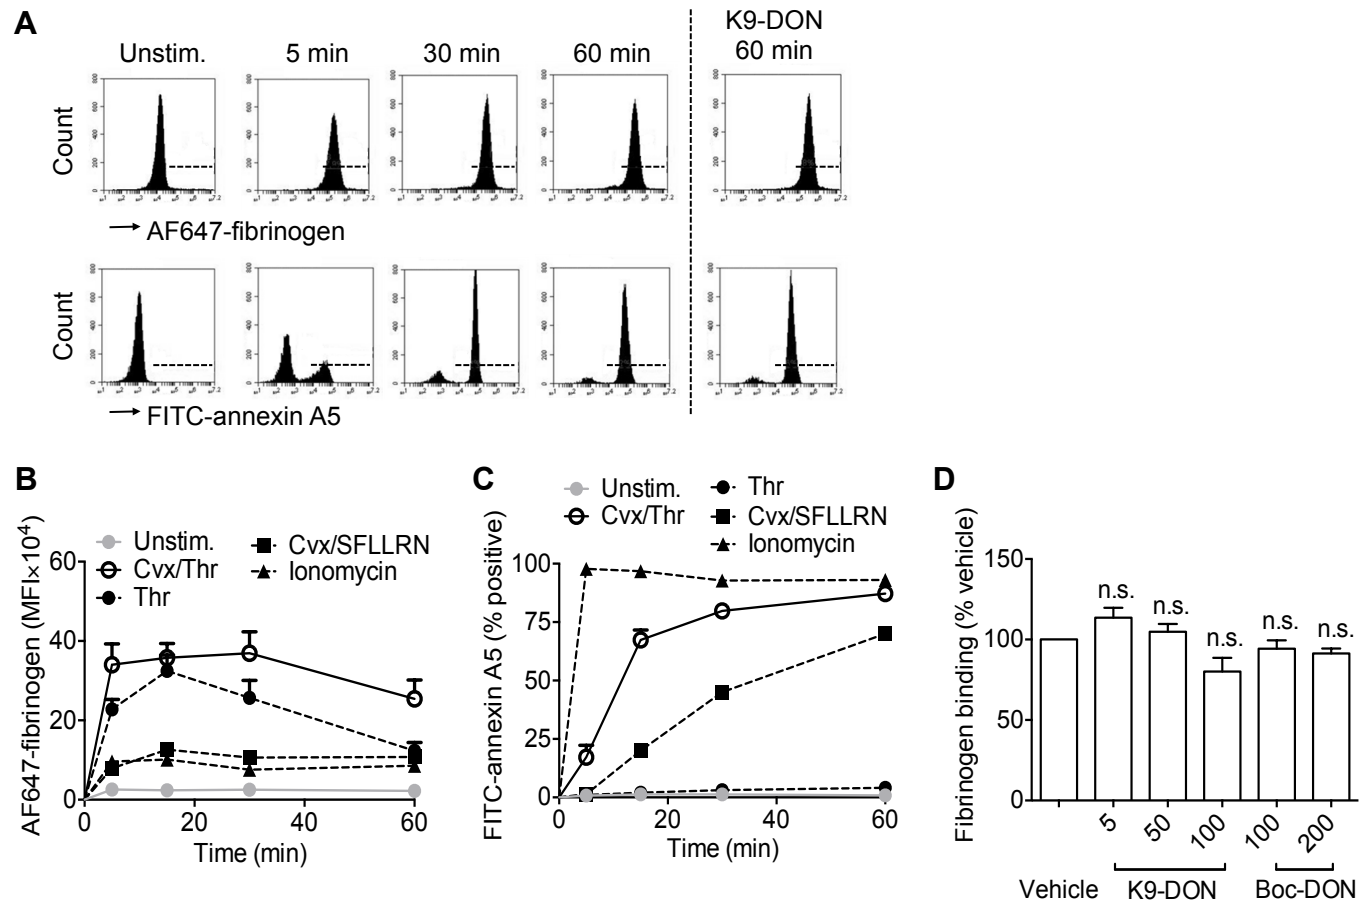 A
Unstim.
5 min
30 min
60 min
K9-DON
60 min
Count
AF647-fibrinogen
Count
FITC-annexin A5
B
Unstim.
Cvx/Thr
Thr
Cvx/SFLLRN
Ionomycin
AF647-fibrinogen (MFI×10⁴)
60
40
20
0
0 20 40 60
Time (min)
C
Unstim.
Cvx/Thr
Thr
Cvx/SFLLRN
Ionomycin
FITC-annexin A5 (% positive)
100
75
50
25
0
0 20 40 60
Time (min)
D
Fibrinogen binding (% vehicle)
150
100
50
0
n.s. n.s. n.s. n.s. n.s.
5 50 100 100 200
Vehicle K9-DON Boc-DON